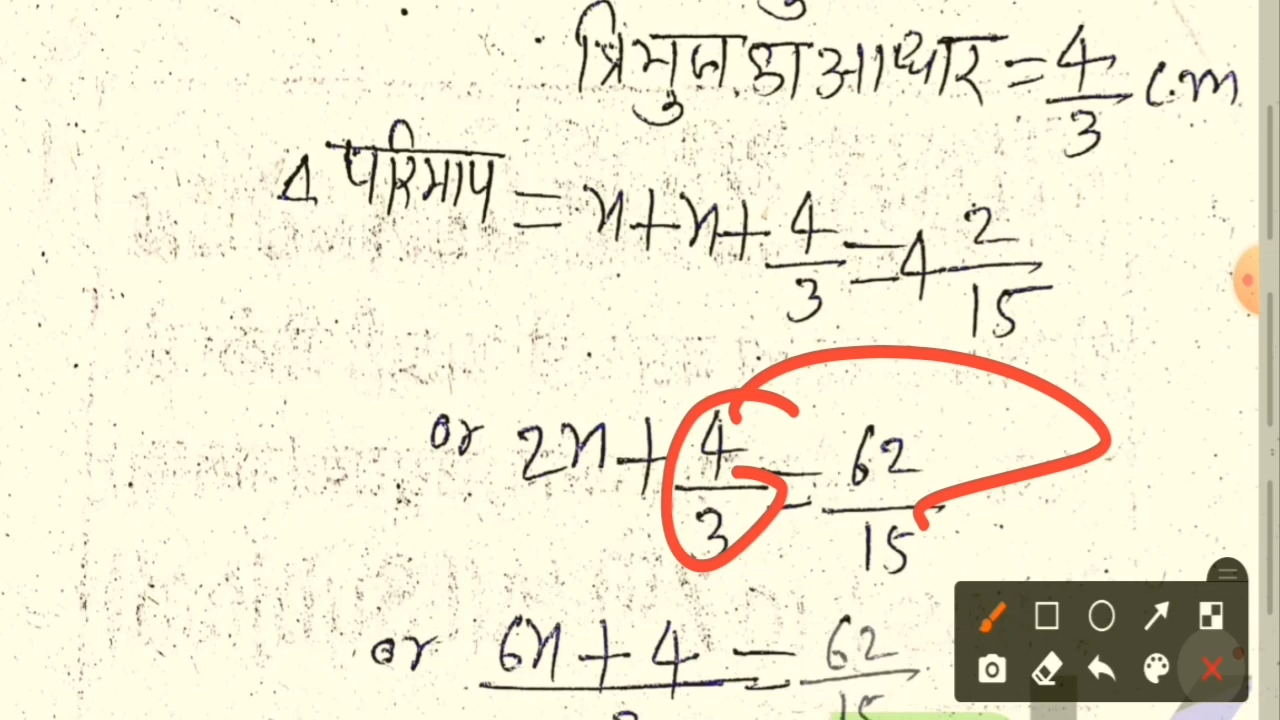 त्रिभुज का आधार = 4/3 c.m
Δ परिमाप = x + x + 4/3 = 4 2/15
or 2x + 4/3 = 62/15
or 6x + 4 = 62/15